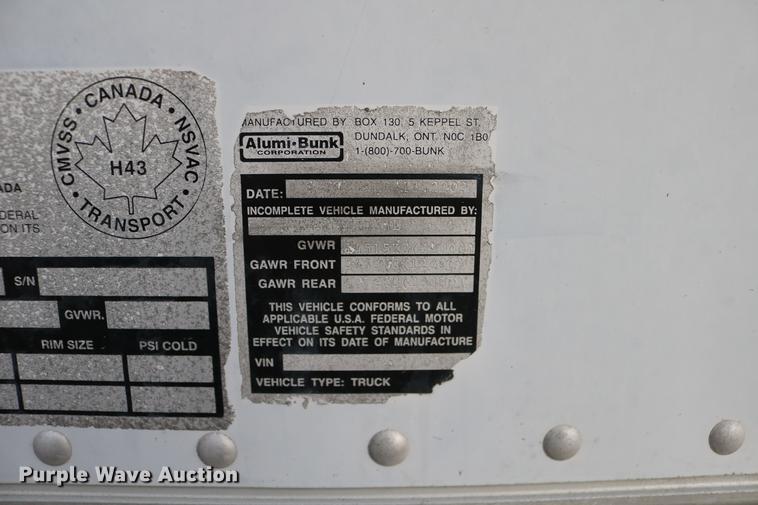 CMVSS • CANADA • NSVAC • TRANSPORT •
H43
ADA
DERAL
ON ITS
S/N
GVWR.
RIM SIZE PSI COLD
MANUFACTURED BY BOX 130, 5 KEPPEL ST,
Alumi-Bunk DUNDALK, ONT. N0C 1B0
CORPORATION 1-(800)-700-BUNK
DATE:
INCOMPLETE VEHICLE MANUFACTURED BY:
GVWR
GAWR FRONT
GAWR REAR
THIS VEHICLE CONFORMS TO ALL
APPLICABLE U.S.A. FEDERAL MOTOR
VEHICLE SAFETY STANDARDS IN
EFFECT ON ITS DATE OF MANUFACTURE
VIN
VEHICLE TYPE: TRUCK
Purple Wave Auction